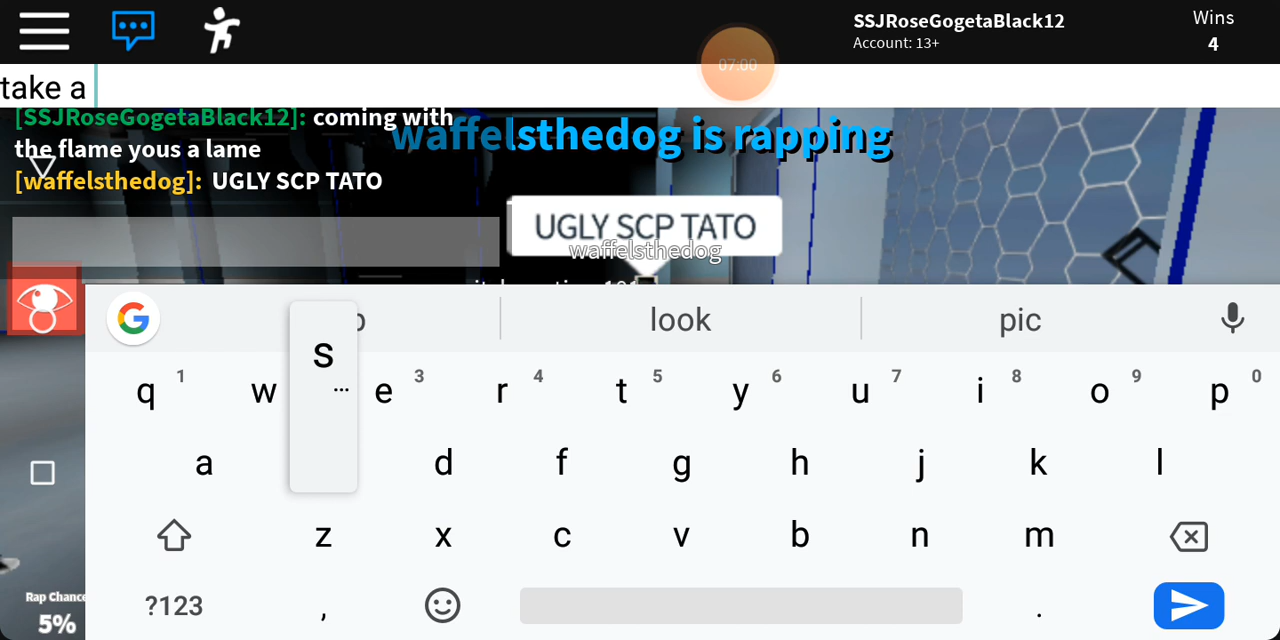 SSJRoseGogetaBlack12
Account: 13+
Wins
4
07:00
take a
[SSJRoseGogetaBlack12]: coming with
the flame yous a lame
[waffelsthedog]: UGLY SCP TATO
waffelsthedog is rapping
UGLY SCP TATO
waffelsthedog
G
look
pic
s
...
q 1 w e 3 r 4 t 5 y 6 u 7 i 8 o 9 p 0
a d f g h j k l
z x c v b n m
?123 , .
Rap Chance
5%